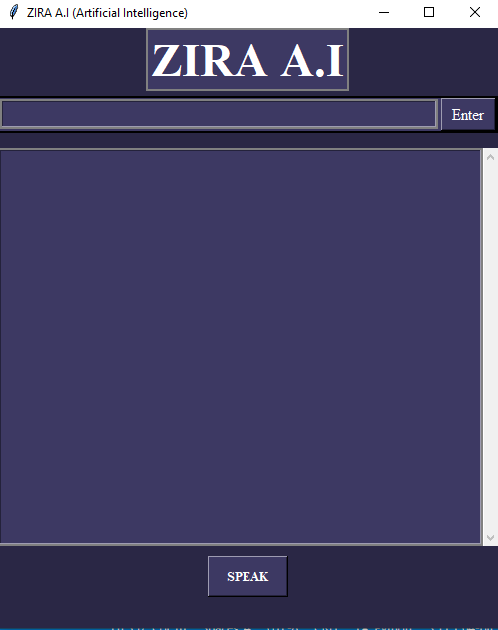 ZIRA A.I (Artificial Intelligence)
ZIRA A.I
Enter
SPEAK